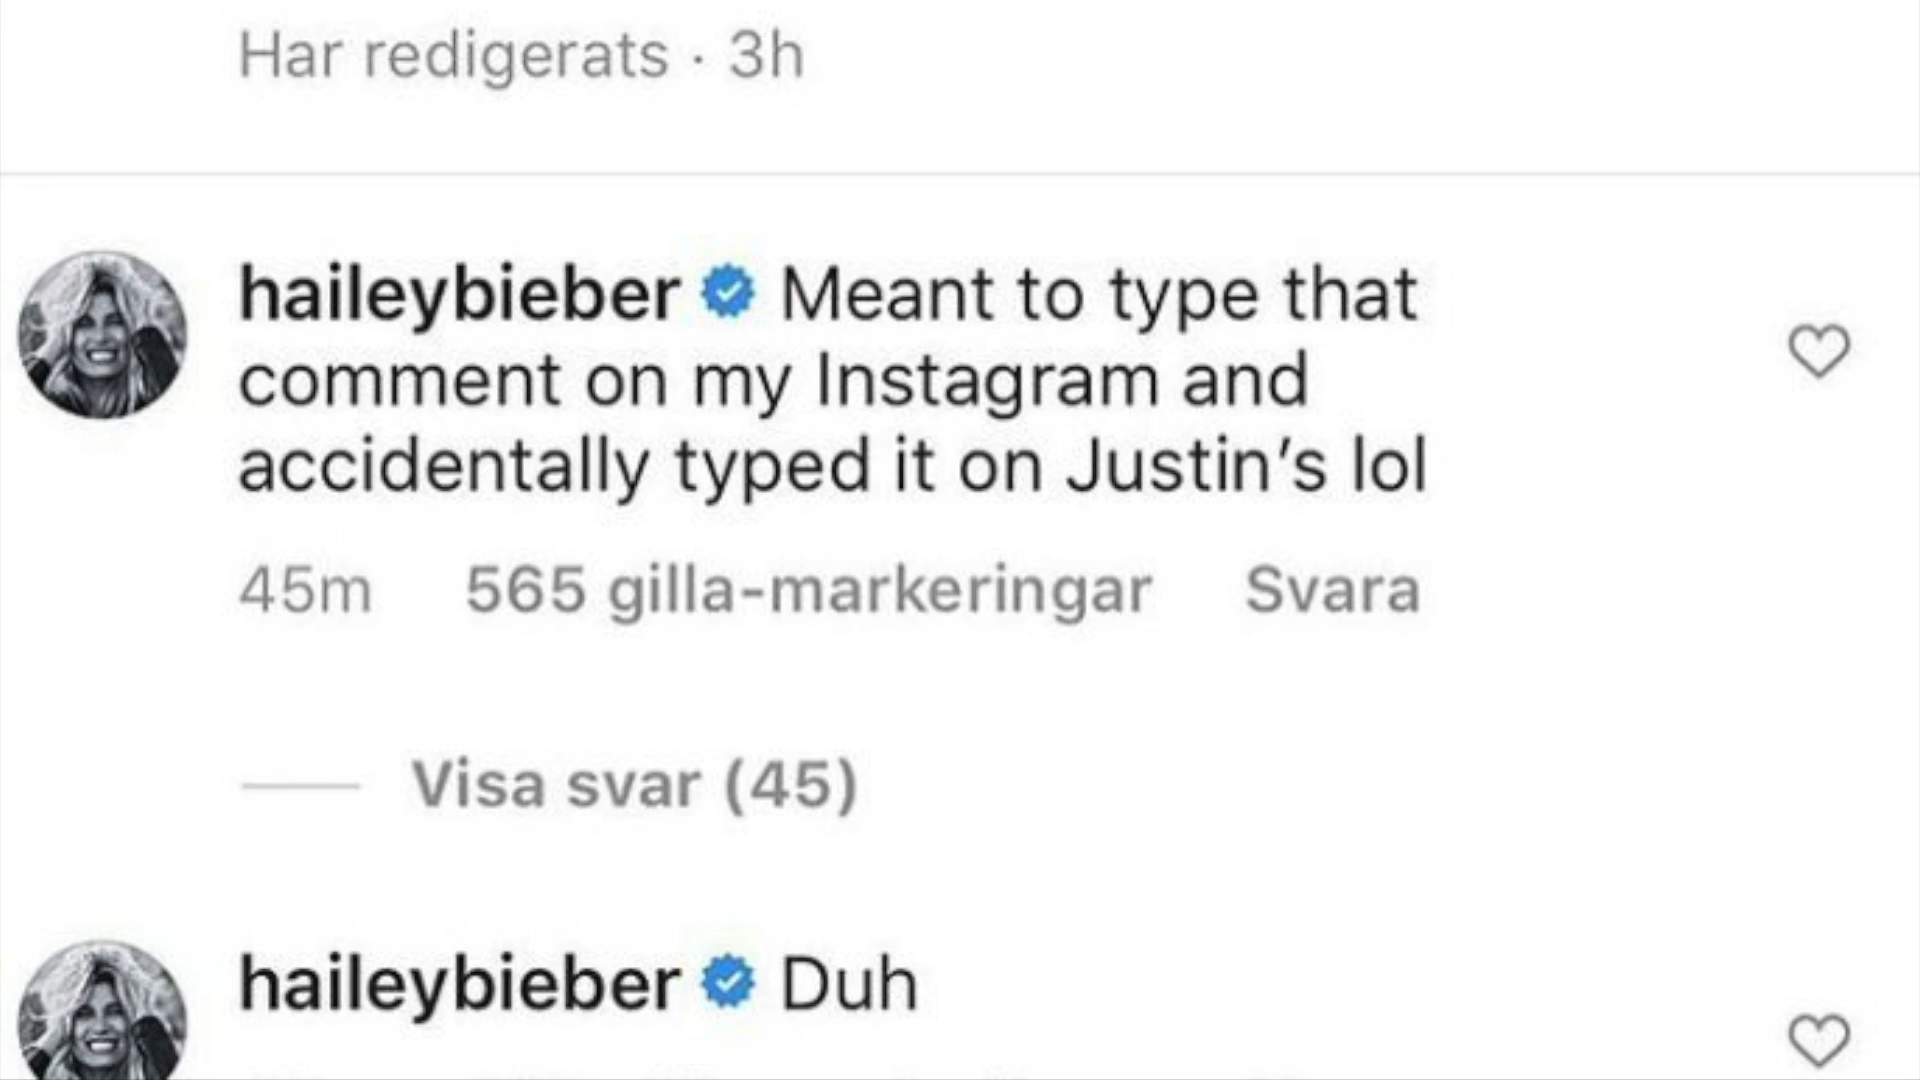 Har redigerats · 3h
haileybieber Meant to type that
comment on my Instagram and
accidentally typed it on Justin’s lol
45m 565 gilla-markeringar Svara
Visa svar (45)
haileybieber Duh